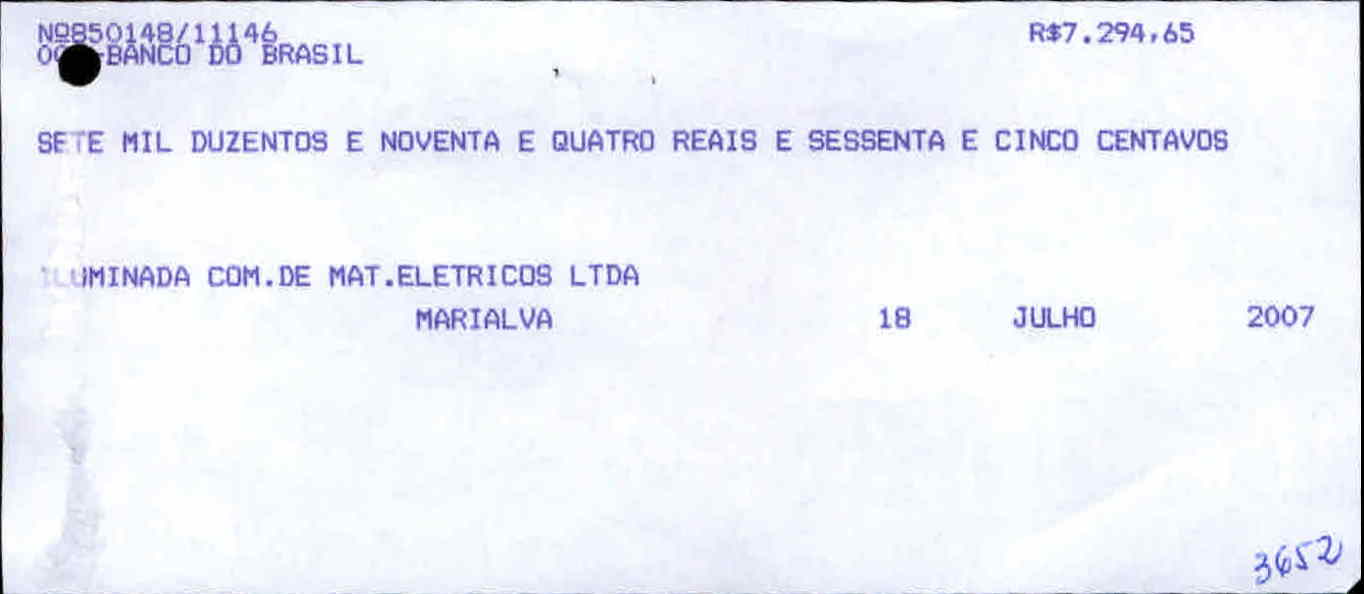 Nº850148/11146 R$7.294,65
BANCO DO BRASIL
SETE MIL DUZENTOS E NOVENTA E QUATRO REAIS E SESSENTA E CINCO CENTAVOS
ILUMINADA COM.DE MAT.ELETRICOS LTDA
MARIALVA 18 JULHO 2007
3652